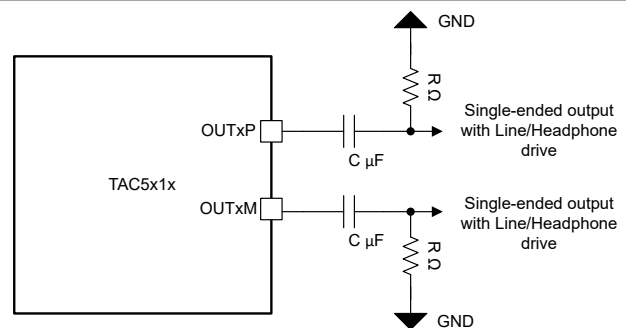 GND
R Ω
OUTxP
C µF
Single-ended output
with Line/Headphone
drive
TAC5x1x
OUTxM
C µF
Single-ended output
with Line/Headphone
drive
R Ω
GND